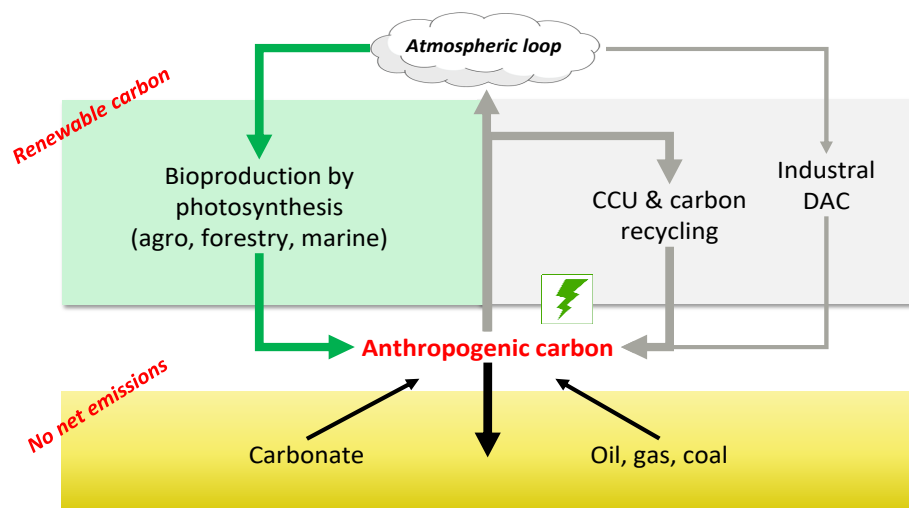 Atmospheric loop
Renewable carbon
Bioproduction by
photosynthesis
(agro, forestry, marine)
CCU & carbon
recycling
Industral
DAC
Anthropogenic carbon
No net emissions
Carbonate
Oil, gas, coal